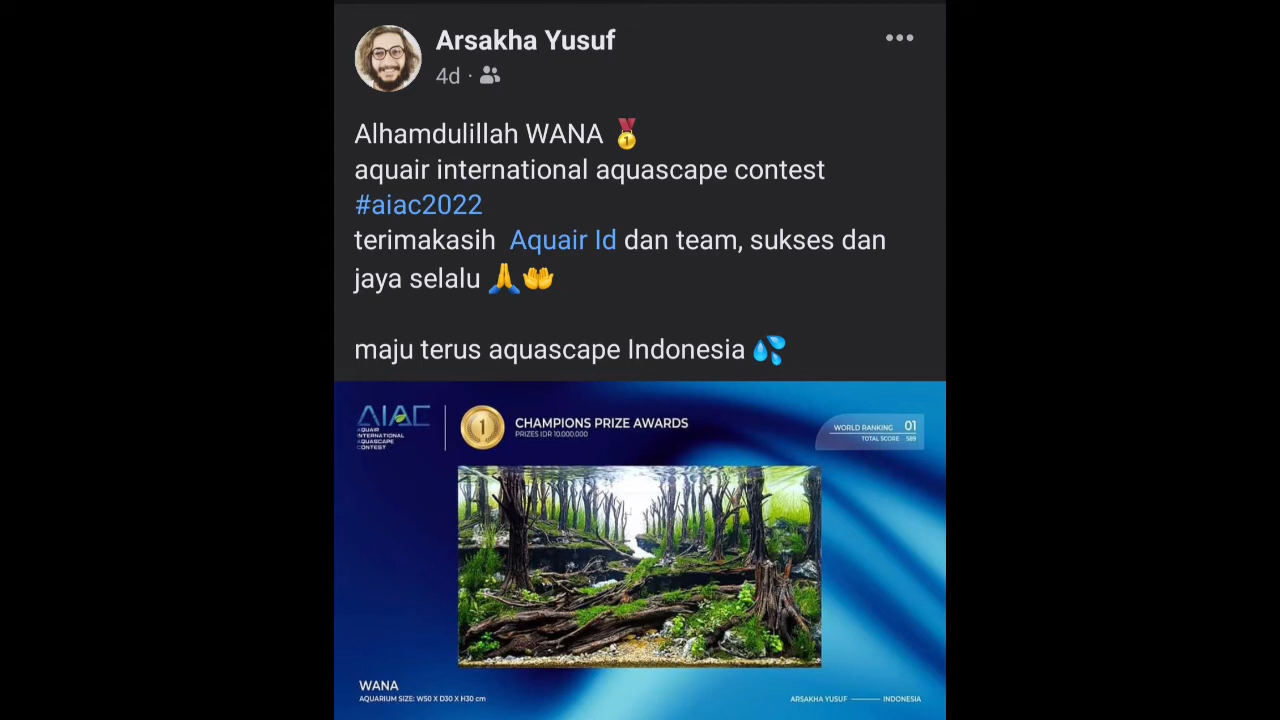 Arsakha Yusuf
4d ·
Alhamdulillah WANA 🥇
aquair international aquascape contest
#aiac2022
terimakasih Aquair Id dan team, sukses dan
jaya selalu 🙏🤲
maju terus aquascape Indonesia 💦
AIAC
AQUAIR
INTERNATIONAL
AQUASCAPE
CONTEST
1
CHAMPIONS PRIZE AWARDS
PRIZES IDR 10.000.000
WORLD RANKING 01
TOTAL SCORE 589
WANA
AQUARIUM SIZE: W50 X D30 X H30 cm
ARSAKHA YUSUF INDONESIA